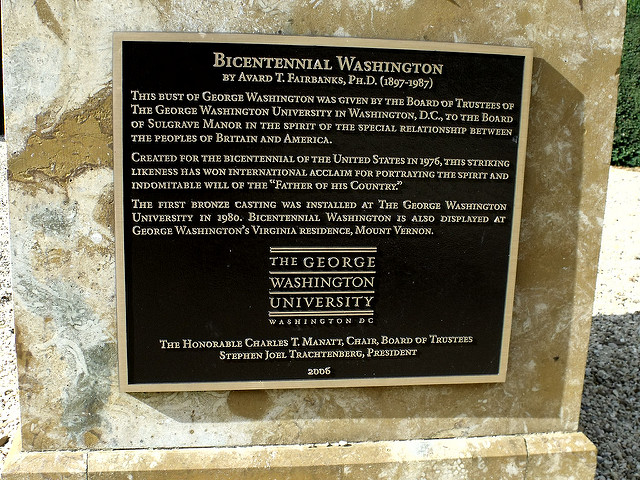 BICENTENNIAL WASHINGTON
BY AVARD T. FAIRBANKS, PH.D. (1897-1987)
THIS BUST OF GEORGE WASHINGTON WAS GIVEN BY THE BOARD OF TRUSTEES OF
THE GEORGE WASHINGTON UNIVERSITY IN WASHINGTON, D.C., TO THE BOARD
OF SULGRAVE MANOR IN THE SPIRIT OF THE SPECIAL RELATIONSHIP BETWEEN
THE PEOPLES OF BRITAIN AND AMERICA.
CREATED FOR THE BICENTENNIAL OF THE UNITED STATES IN 1976, THIS STRIKING
LIKENESS HAS WON INTERNATIONAL ACCLAIM FOR PORTRAYING THE SPIRIT AND
INDOMITABLE WILL OF THE "FATHER OF HIS COUNTRY."
THE FIRST BRONZE CASTING WAS INSTALLED AT THE GEORGE WASHINGTON
UNIVERSITY IN 1980. BICENTENNIAL WASHINGTON IS ALSO DISPLAYED AT
GEORGE WASHINGTON'S VIRGINIA RESIDENCE, MOUNT VERNON.
THE GEORGE
WASHINGTON
UNIVERSITY
WASHINGTON DC
THE HONORABLE CHARLES T. MANATT, CHAIR, BOARD OF TRUSTEES
STEPHEN JOEL TRACHTENBERG, PRESIDENT
2006